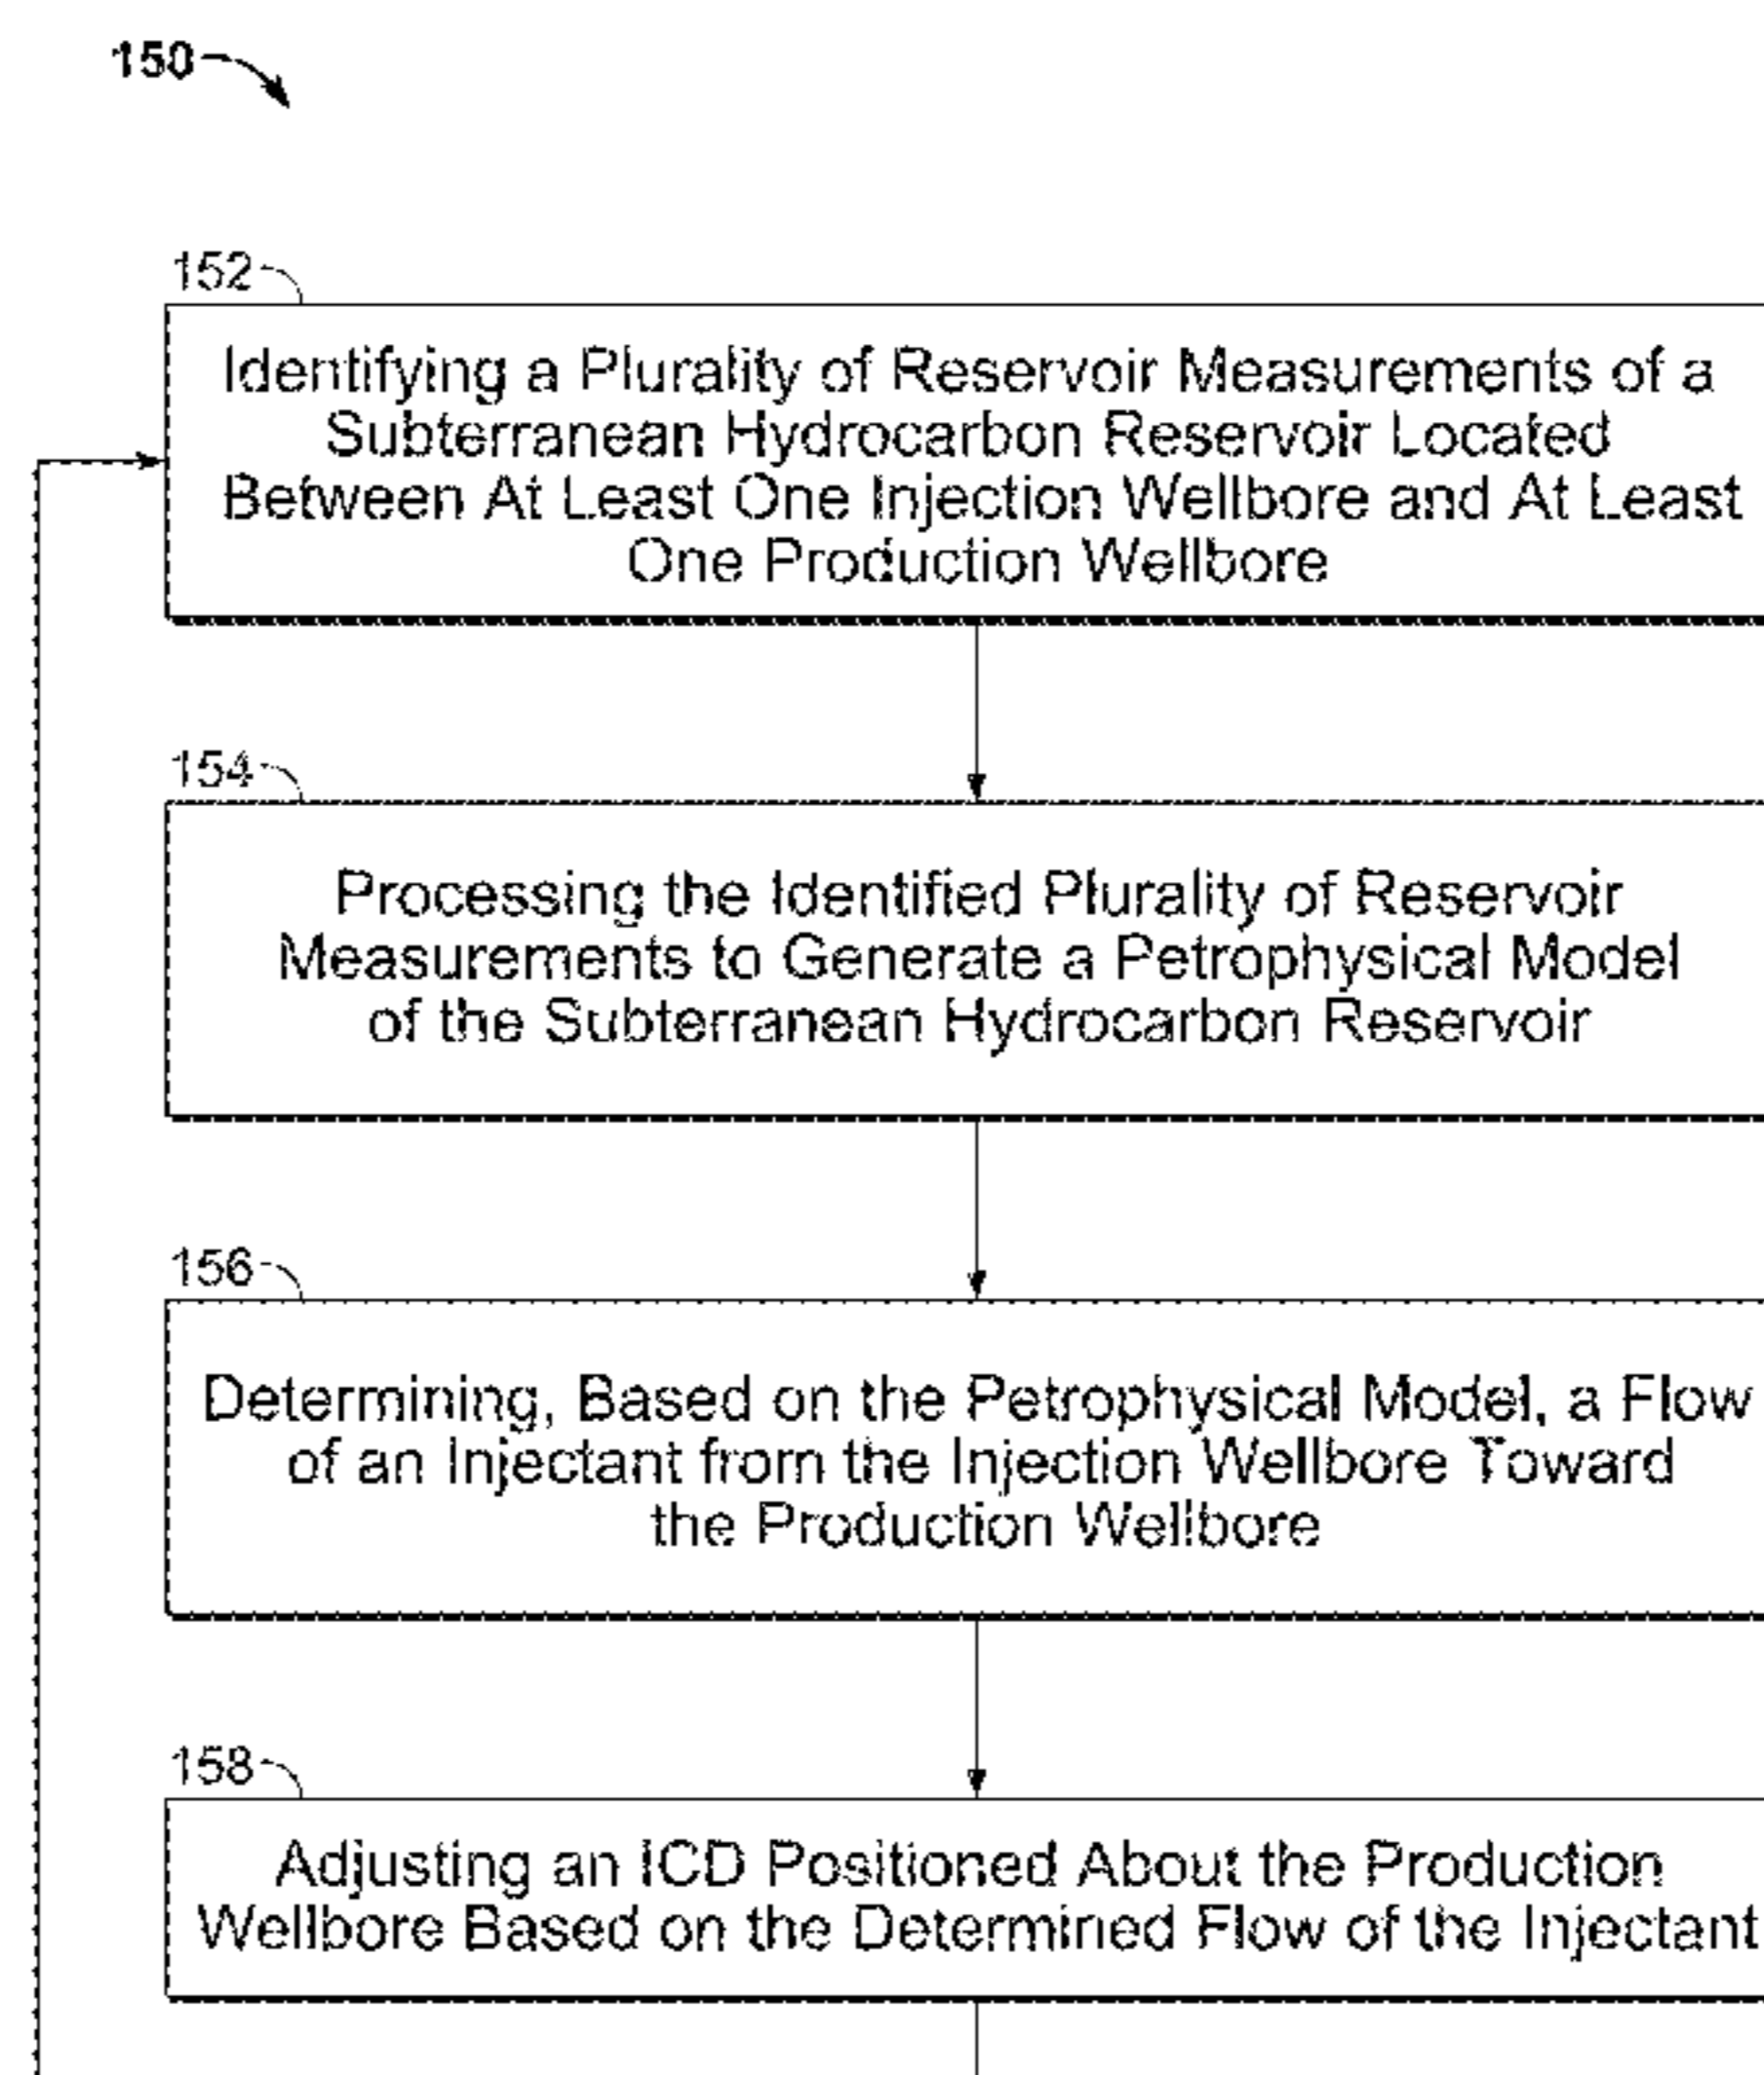 150
152
Identifying a Plurality of Reservoir Measurements of a
Subterranean Hydrocarbon Reservoir Located
Between At Least One Injection Wellbore and At Least
One Production Wellbore
154
Processing the Identified Plurality of Reservoir
Measurements to Generate a Petrophysical Model
of the Subterranean Hydrocarbon Reservoir
156
Determining, Based on the Petrophysical Model, a Flow
of an Injectant from the Injection Wellbore Toward
the Production Wellbore
158
Adjusting an ICD Positioned About the Production
Wellbore Based on the Determined Flow of the Injectant